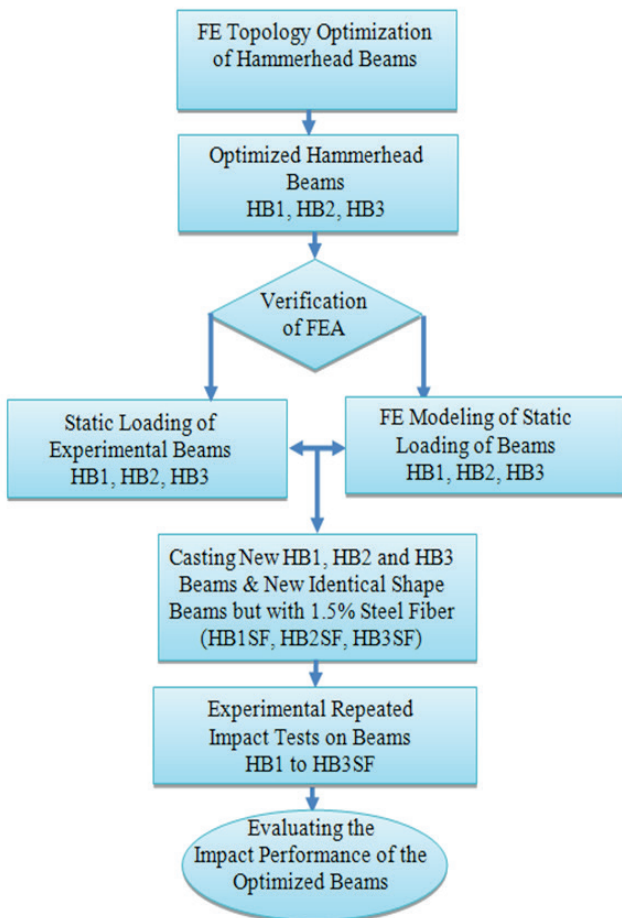 FE Topology Optimization
of Hammerhead Beams
Optimized Hammerhead
Beams
HB1, HB2, HB3
Verification
of FEA
Static Loading of
Experimental Beams
HB1, HB2, HB3
FE Modeling of Static
Loading of Beams
HB1, HB2, HB3
Casting New HB1, HB2 and HB3
Beams & New Identical Shape
Beams but with 1.5% Steel Fiber
(HB1SF, HB2SF, HB3SF)
Experimental Repeated
Impact Tests on Beams
HB1 to HB3SF
Evaluating the
Impact Performance of the
Optimized Beams